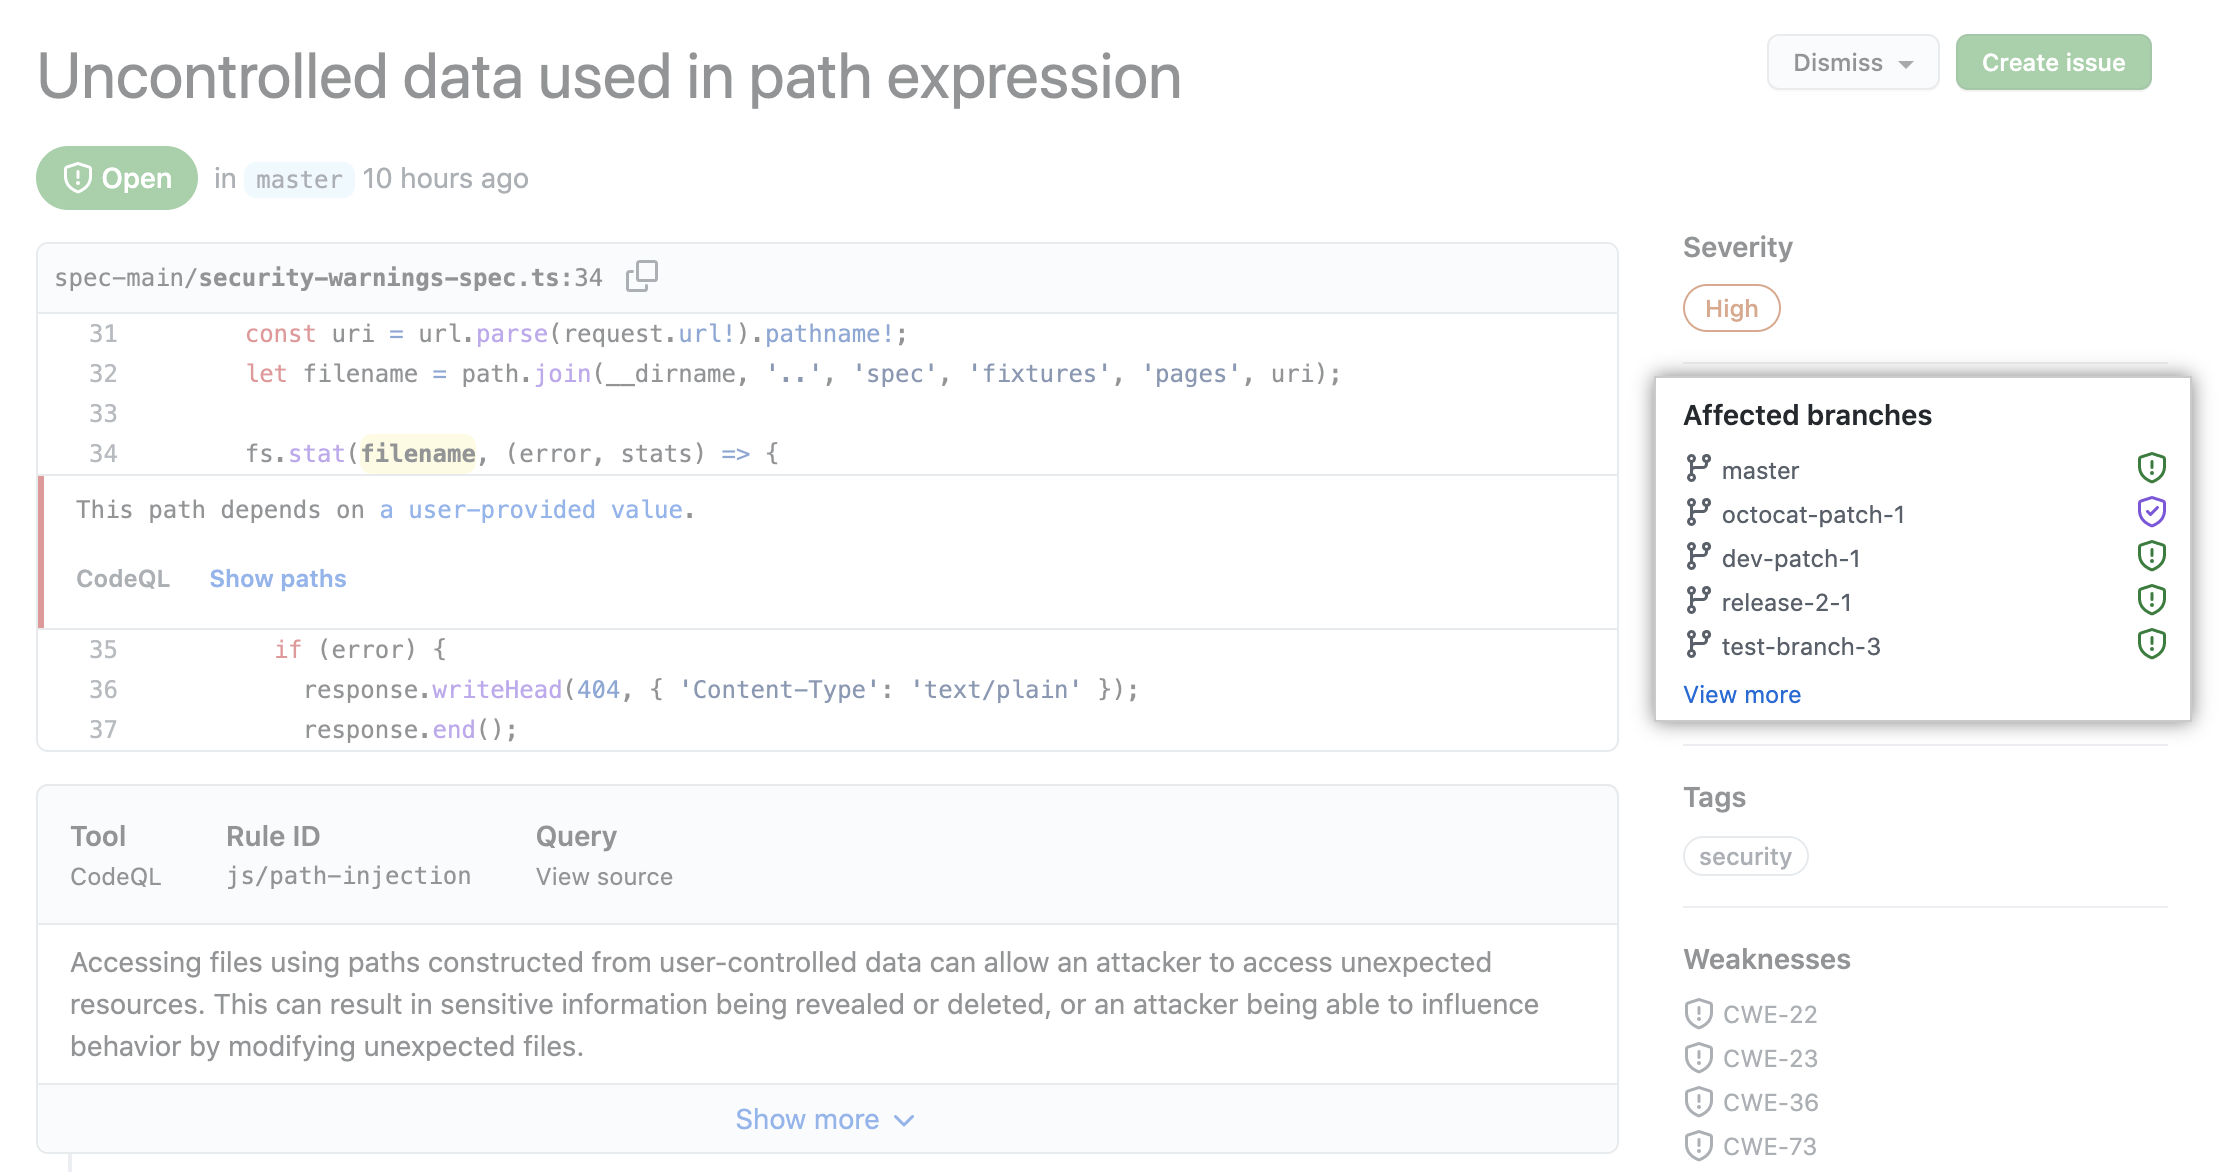 Uncontrolled data used in path expression
Dismiss
Create issue
Open in master 10 hours ago
spec-main/security-warnings-spec.ts:34
31 const uri = url.parse(request.url!).pathname!;
32 let filename = path.join(__dirname, '..', 'spec', 'fixtures', 'pages', uri);
33
34 fs.stat(filename, (error, stats) => {
This path depends on a user-provided value.
CodeQL Show paths
35 if (error) {
36 response.writeHead(404, { 'Content-Type': 'text/plain' });
37 response.end();
Tool Rule ID Query
CodeQL js/path-injection View source
Accessing files using paths constructed from user-controlled data can allow an attacker to access unexpected
resources. This can result in sensitive information being revealed or deleted, or an attacker being able to influence
behavior by modifying unexpected files.
Show more
Severity
High
Affected branches
master
octocat-patch-1
dev-patch-1
release-2-1
test-branch-3
View more
Tags
security
Weaknesses
CWE-22
CWE-23
CWE-36
CWE-73